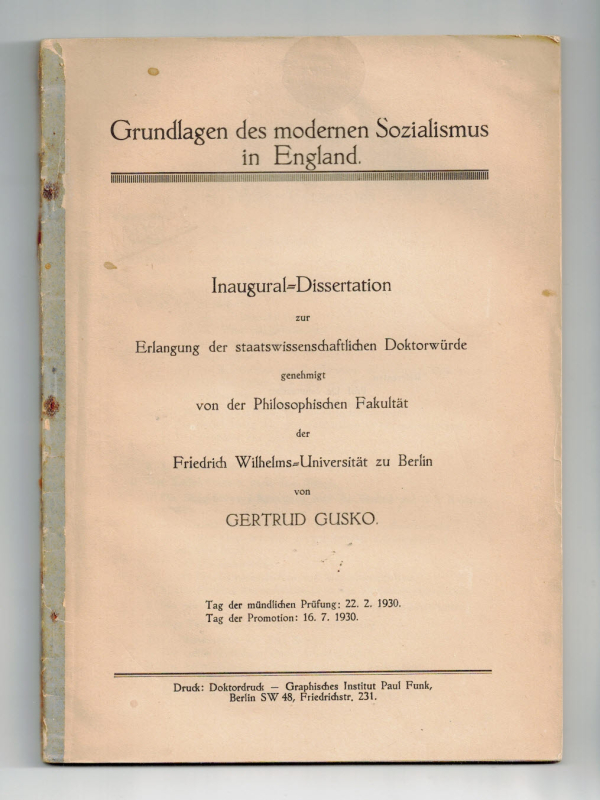 Grundlagen des modernen Sozialismus
in England.
Inaugural=Dissertation
zur
Erlangung der staatswissenschaftlichen Doktorwürde
genehmigt
von der Philosophischen Fakultät
der
Friedrich Wilhelms=Universität zu Berlin
von
GERTRUD GUSKO.
Tag der mündlichen Prüfung: 22. 2. 1930.
Tag der Promotion: 16. 7. 1930.
Druck: Doktordruck — Graphisches Institut Paul Funk,
Berlin SW 48, Friedrichstr. 231.